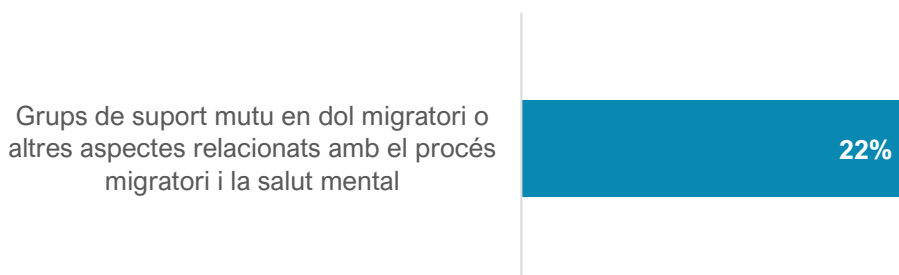 Grups de suport mutu en dol migratori o
altres aspectes relacionats amb el procés
migratori i la salut mental
22%